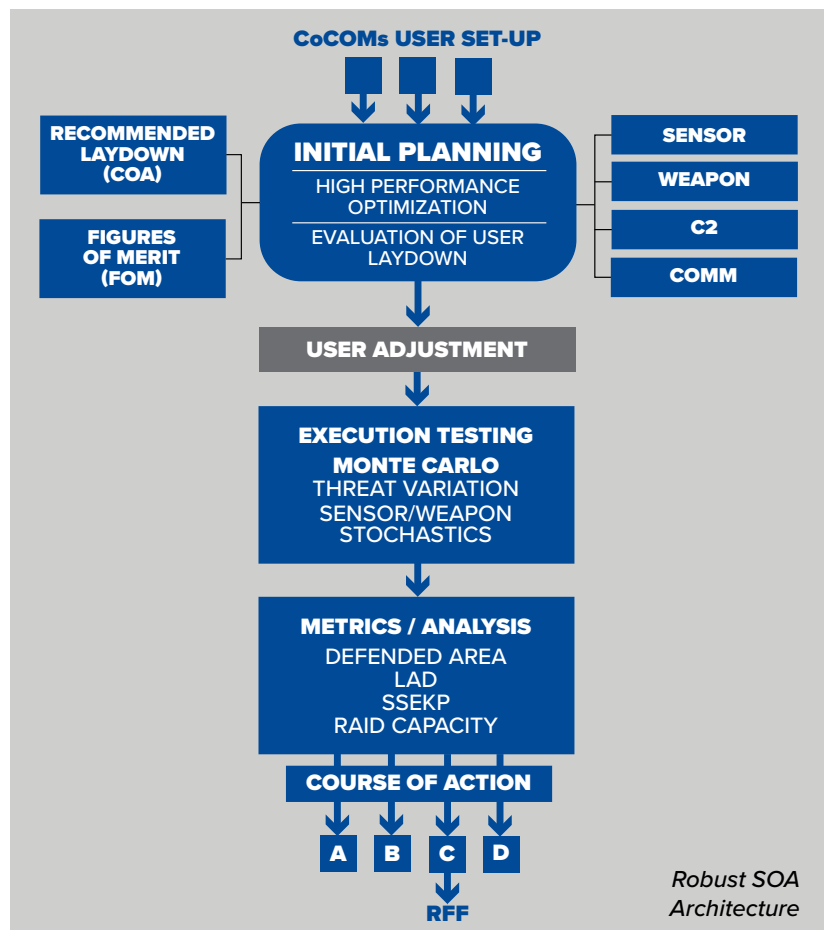 CoCOMs USER SET-UP
RECOMMENDED
LAYDOWN
(COA)
FIGURES
OF MERIT
(FOM)
INITIAL PLANNING
HIGH PERFORMANCE
OPTIMIZATION
EVALUATION OF USER
LAYDOWN
SENSOR
WEAPON
C2
COMM
USER ADJUSTMENT
EXECUTION TESTING
MONTE CARLO
THREAT VARIATION
SENSOR/WEAPON
STOCHASTICS
METRICS / ANALYSIS
DEFENDED AREA
LAD
SSEKP
RAID CAPACITY
COURSE OF ACTION
A B C D
RFF
Robust SOA
Architecture